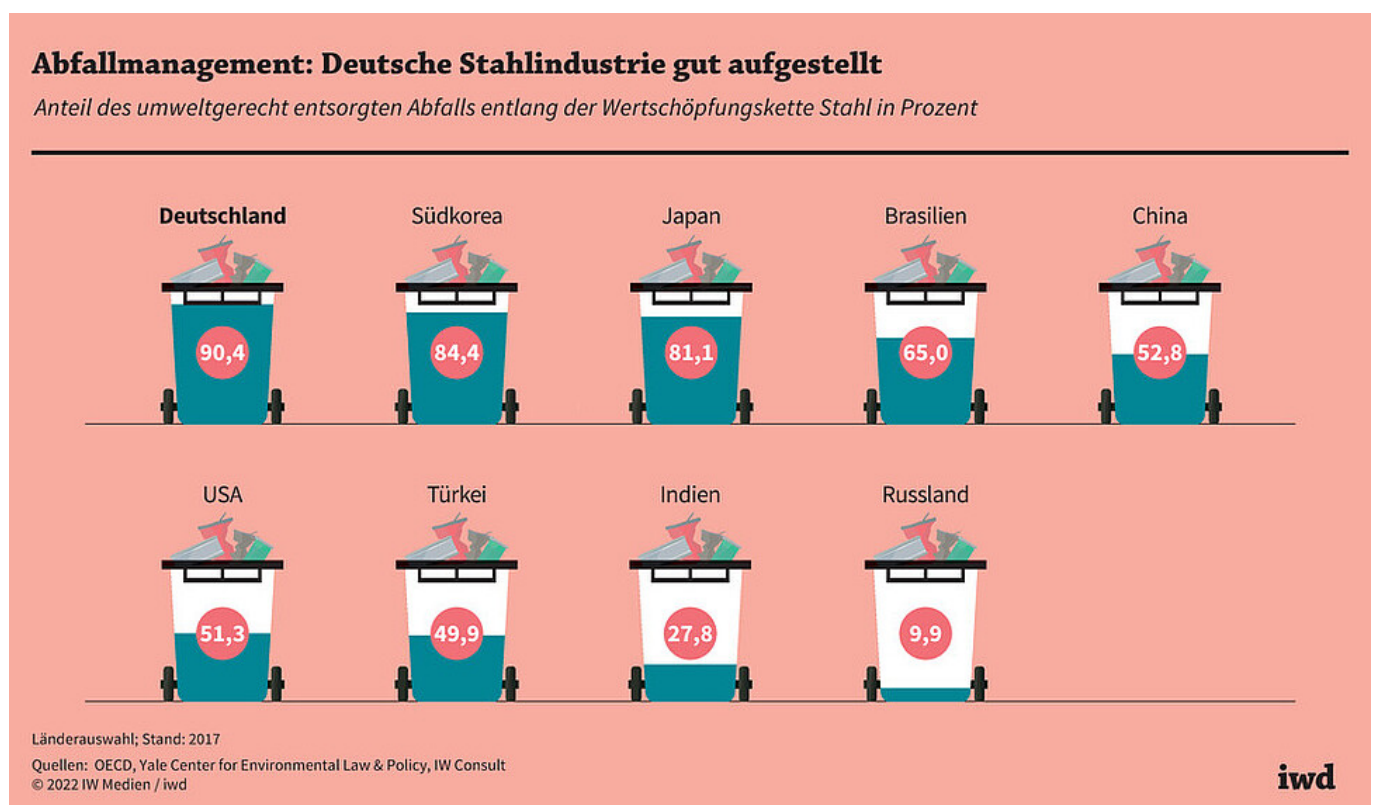 Abfallmanagement: Deutsche Stahlindustrie gut aufgestellt
Anteil des umweltgerecht entsorgten Abfalls entlang der Wertschöpfungskette Stahl in Prozent
Deutschland Südkorea Japan Brasilien China
90,4 84,4 81,1 65,0 52,8
USA Türkei Indien Russland
51,3 49,9 27,8 9,9
Länderauswahl; Stand: 2017
Quellen: OECD, Yale Center for Environmental Law & Policy, IW Consult
© 2022 IW Medien / iwd
iwd